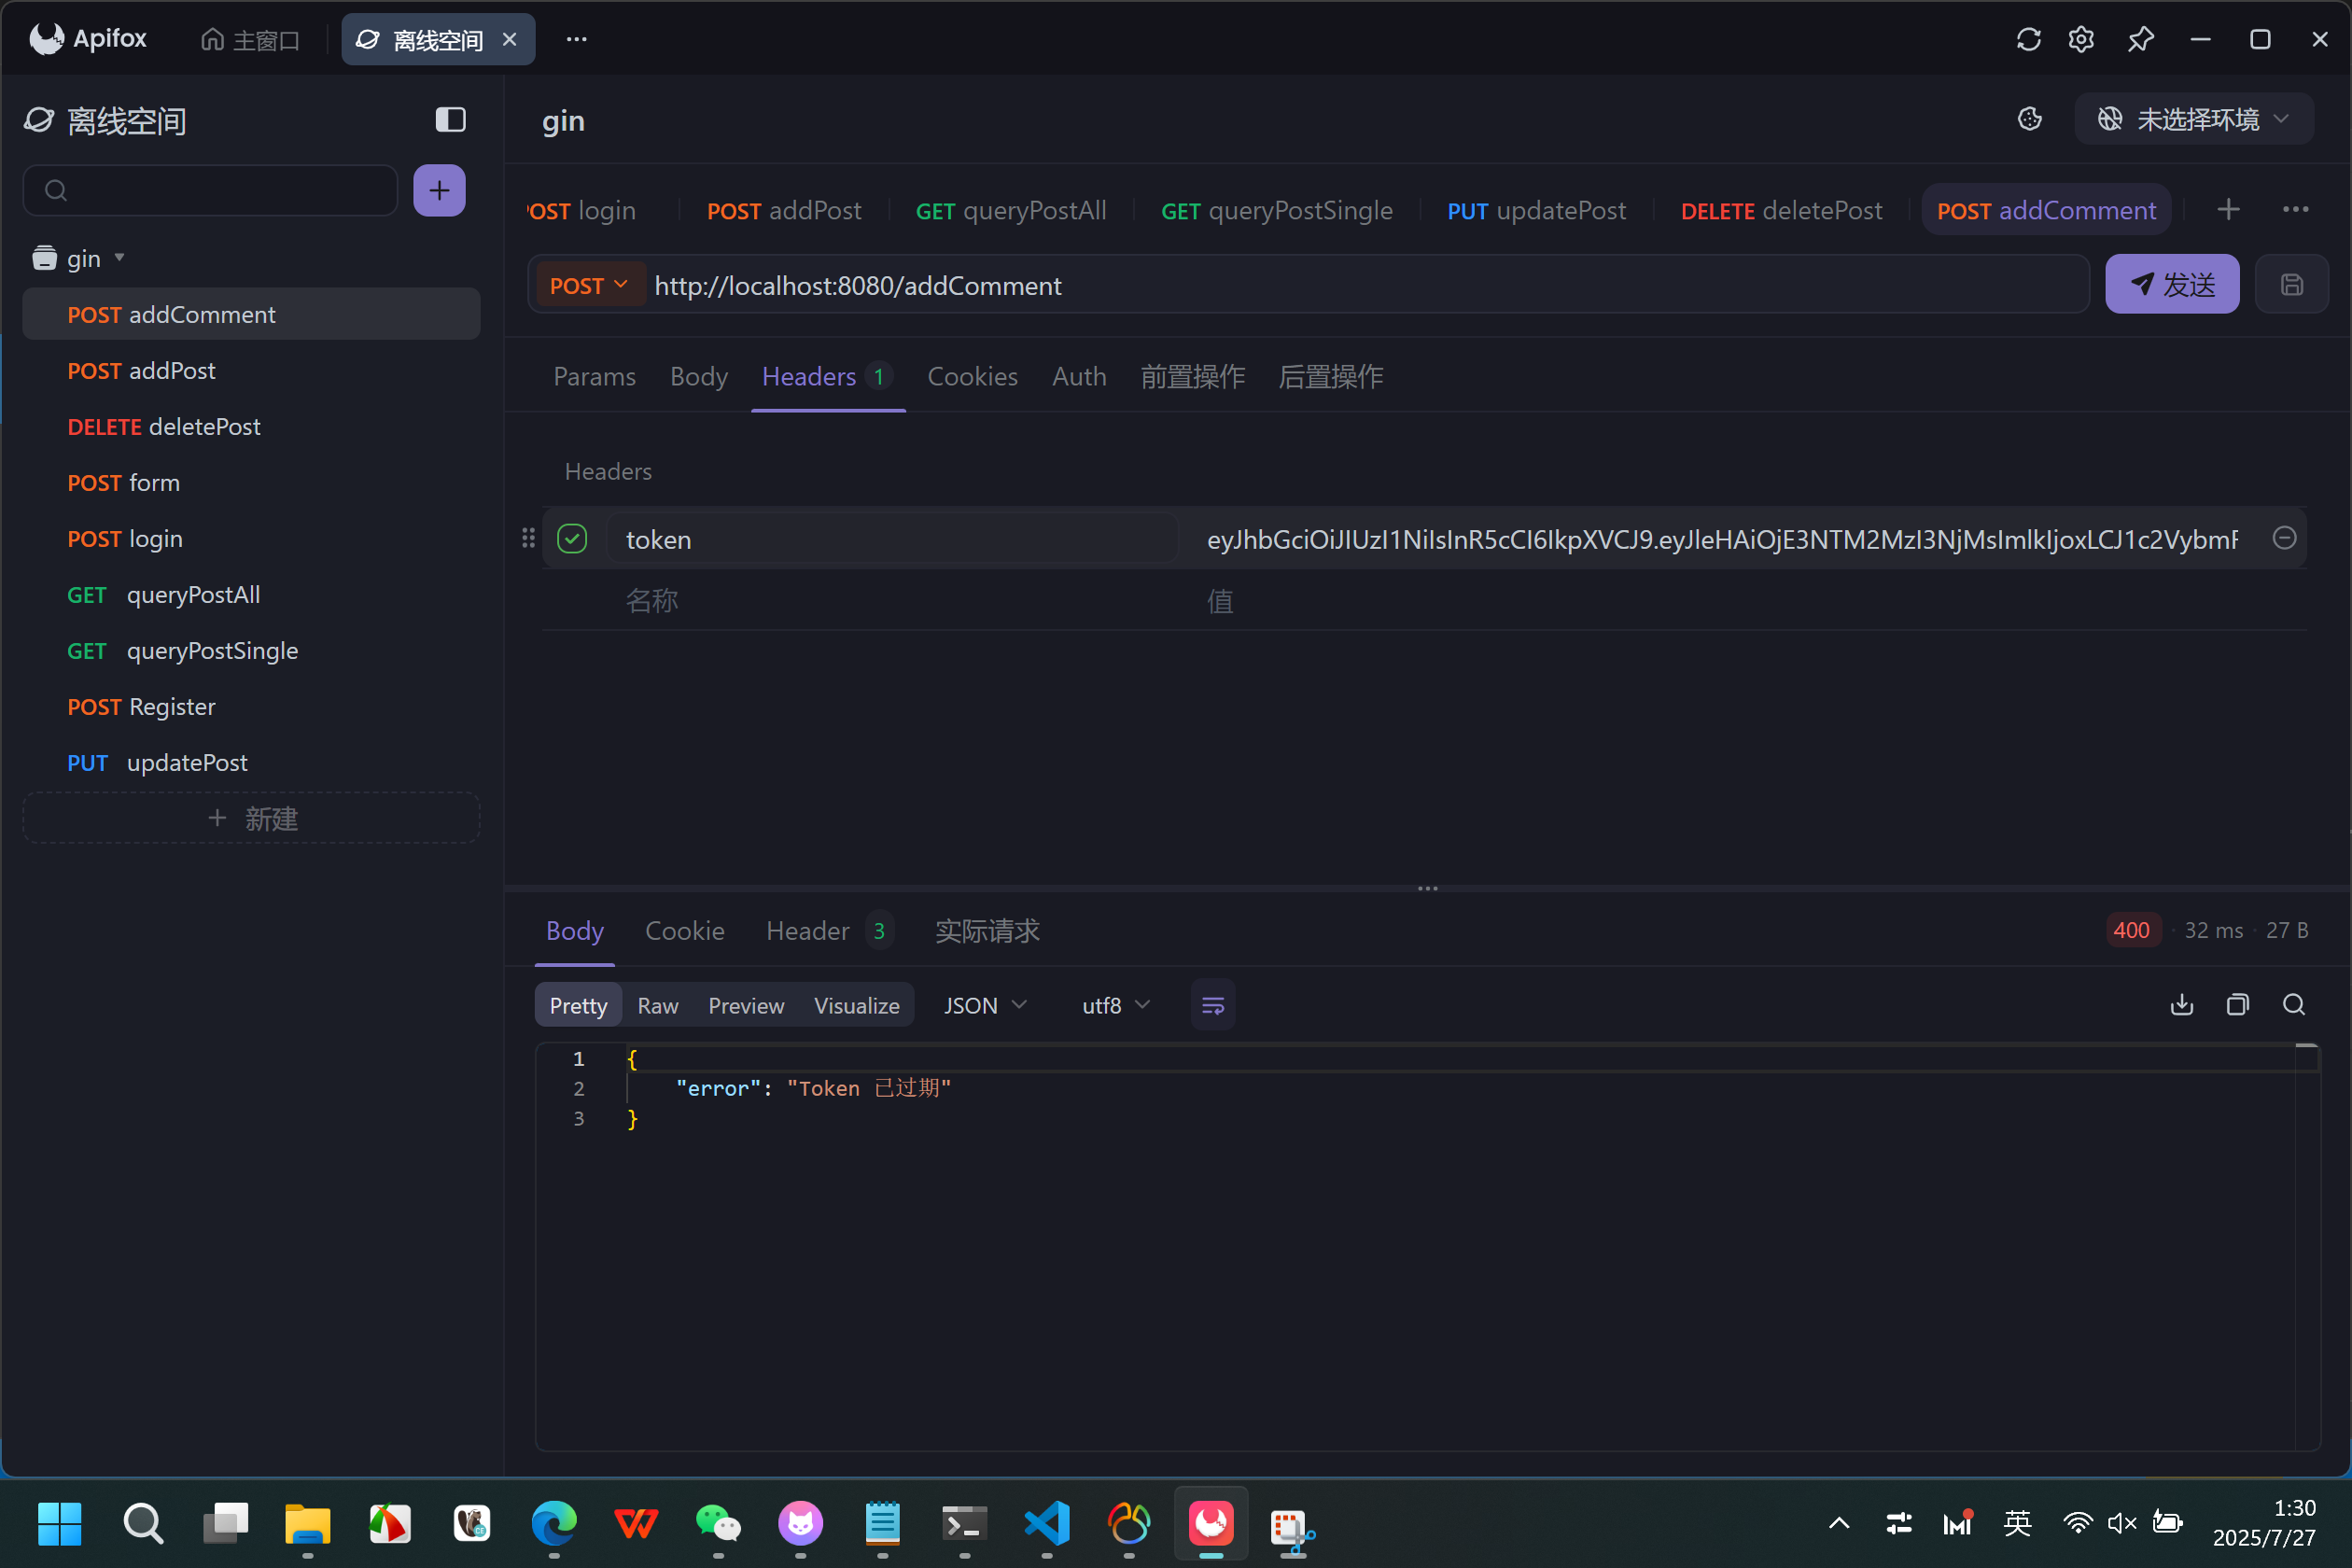 Apifox
主窗口
离线空间
离线空间
gin
POST addComment
POST addPost
DELETE deletePost
POST form
POST login
GET queryPostAll
GET queryPostSingle
POST Register
PUT updatePost
新建
gin
未选择环境
POST login
POST addPost
GET queryPostAll
GET queryPostSingle
PUT updatePost
DELETE deletePost
POST addComment
POST http://localhost:8080/addComment
发送
Params Body Headers 1 Cookies Auth 前置操作 后置操作
Headers
token eyJhbGciOiJIUzI1NiIsInR5cCI6IkpXVCJ9.eyJleHAiOjE3NTM2MzI3NjMsImlkIjoxLCJ1c2VybmF
名称 值
Body Cookie Header 3 实际请求
400 · 32 ms · 27 B
Pretty Raw Preview Visualize JSON utf8
1 {
2 "error": "Token 已过期"
3 }
英
1:30
2025/7/27